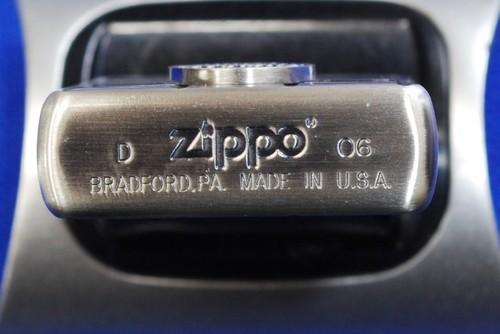 D zippo® 06
BRADFORD.PA. MADE IN U.S.A.